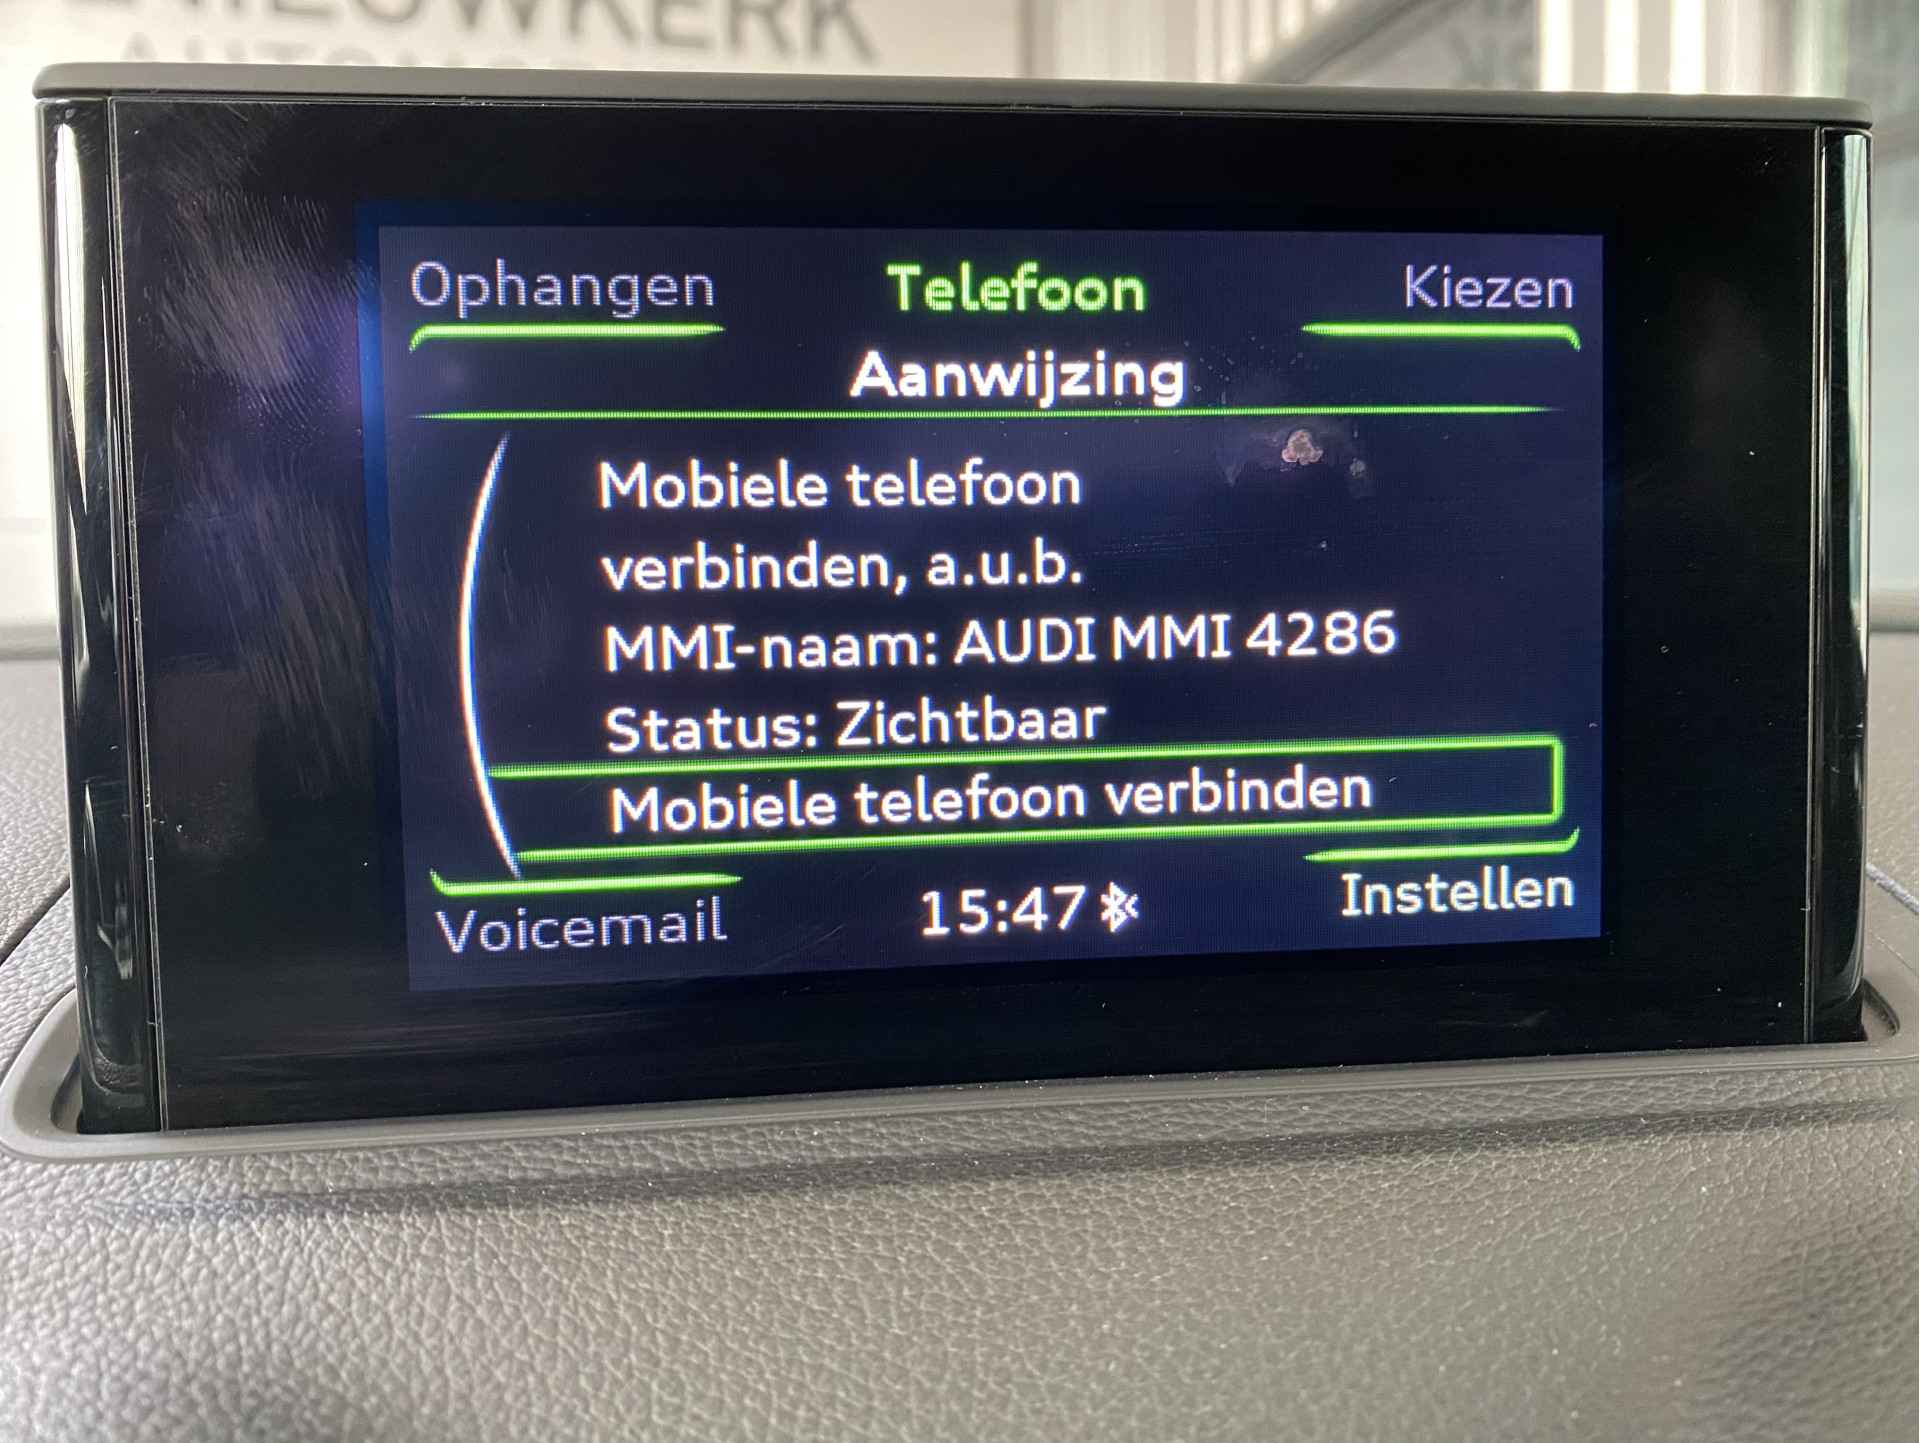 Ophangen Telefoon Kiezen
Aanwijzing
Mobiele telefoon
verbinden, a.u.b.
MMI-naam: AUDI MMI 4286
Status: Zichtbaar
Mobiele telefoon verbinden
Voicemail 15:47 Instellen